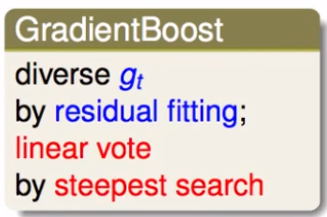 GradientBoost
diverse gt
by residual fitting;
linear vote
by steepest search